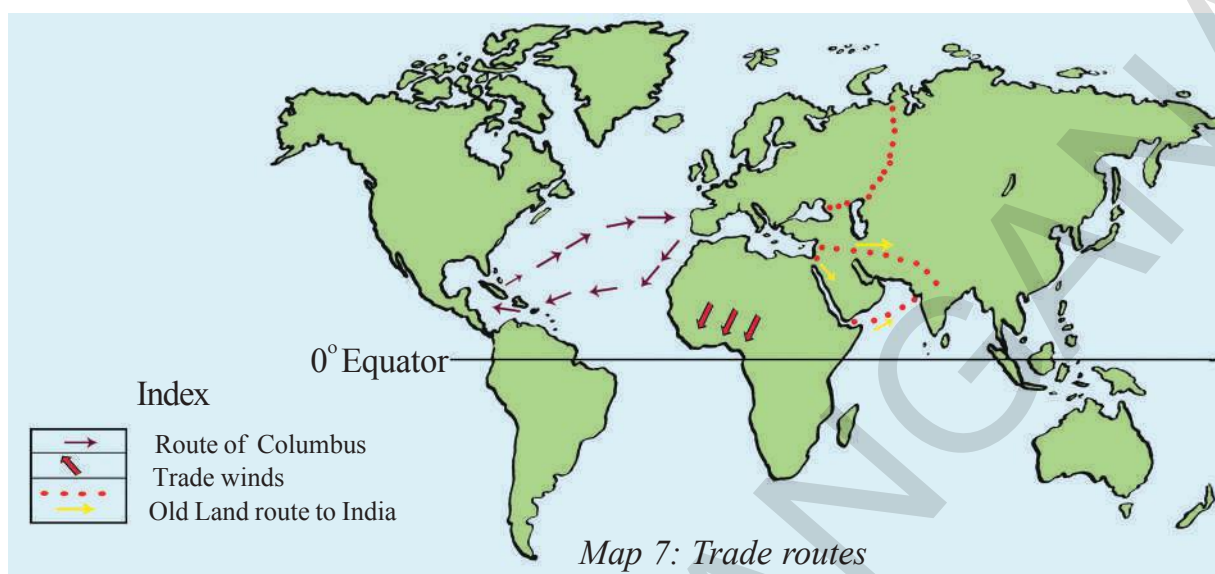 0° Equator
Index
Route of Columbus
Trade winds
Old Land route to India
Map 7: Trade routes